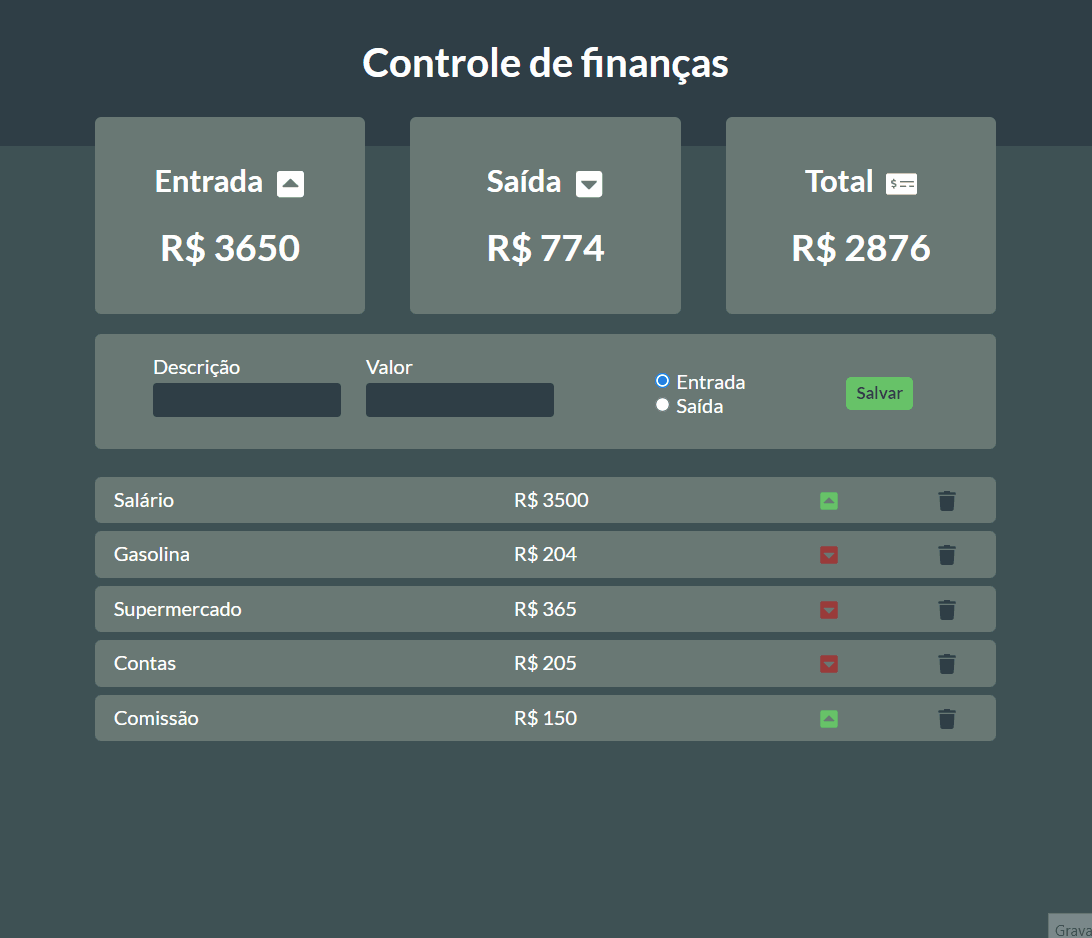 Controle de finanças
Entrada
Saída
Total
R$ 3650
R$ 774
R$ 2876
Descrição
Valor
Entrada
Saída
Salvar
Salário R$ 3500
Gasolina R$ 204
Supermercado R$ 365
Contas R$ 205
Comissão R$ 150